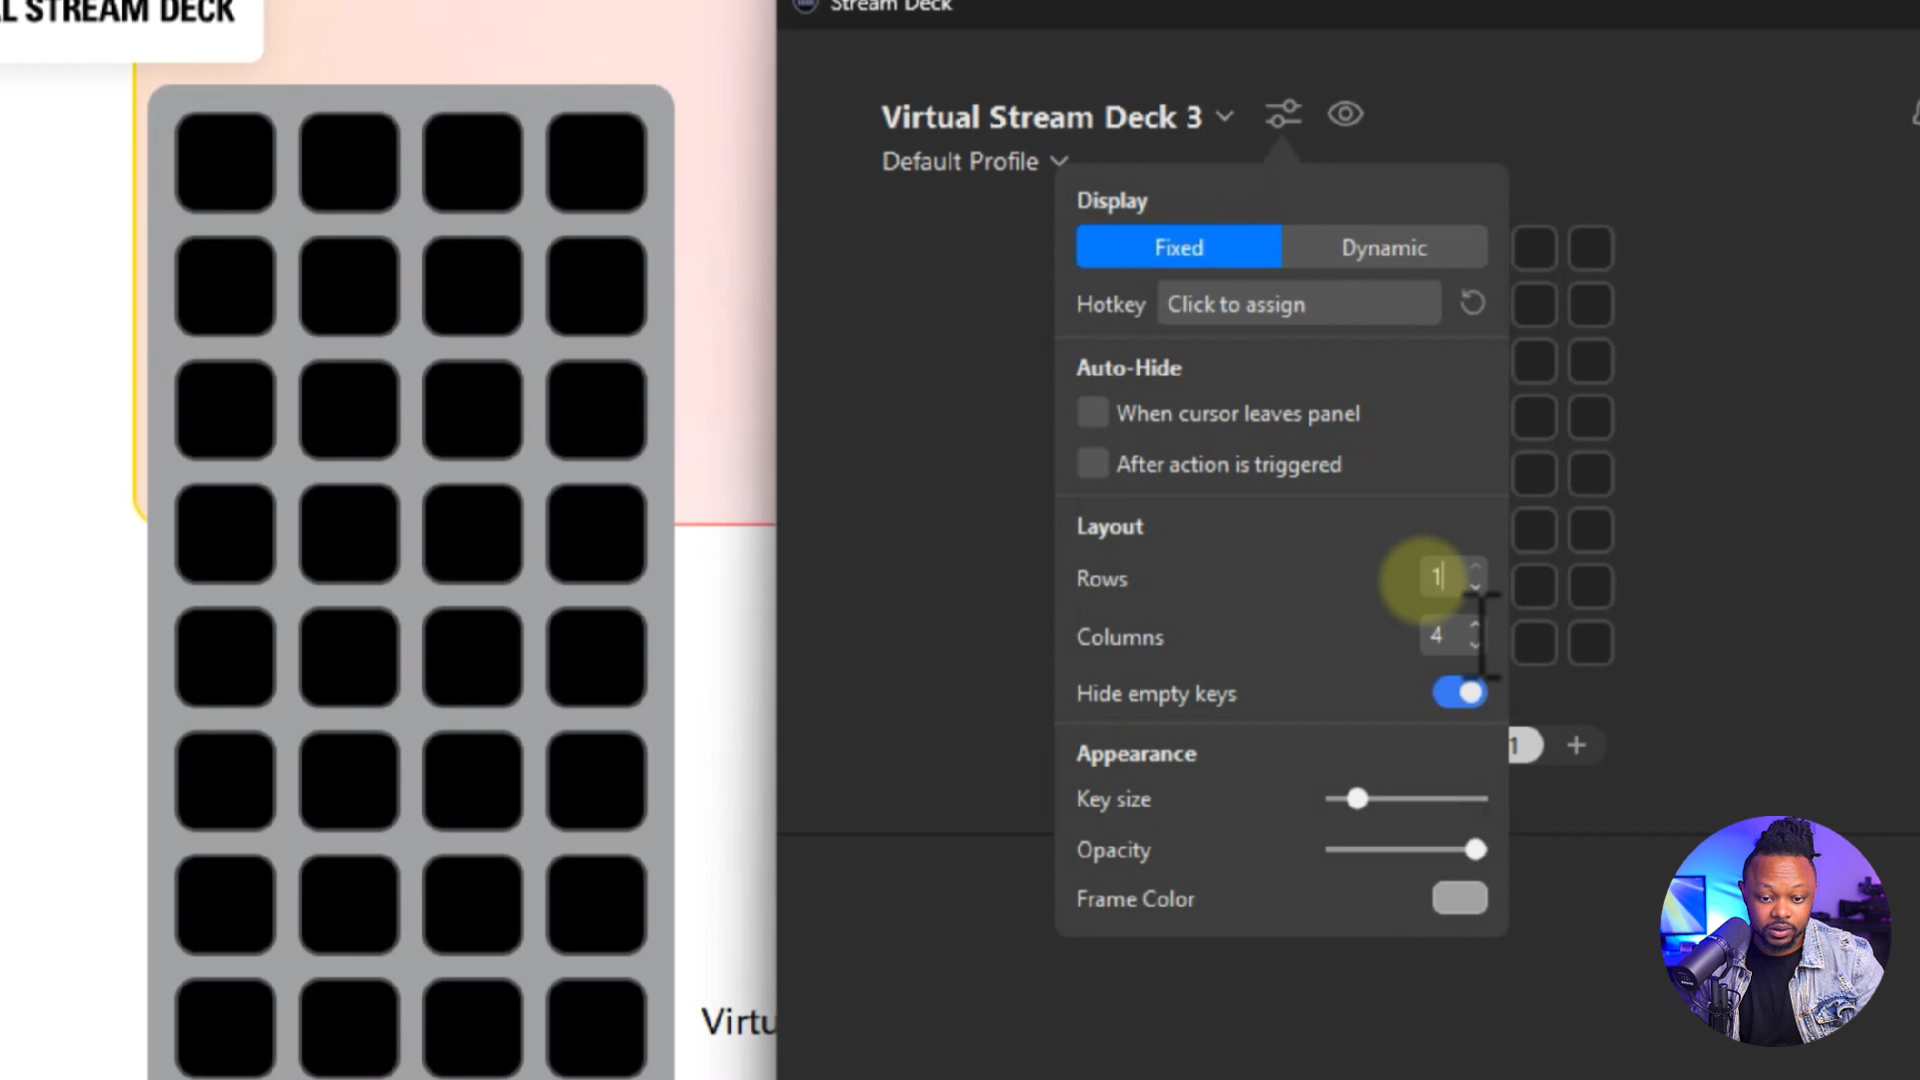 STREAM DECK
Stream Deck
Virtual Stream Deck 3
Default Profile
Display
Fixed
Dynamic
Hotkey
Click to assign
Auto-Hide
When cursor leaves panel
After action is triggered
Layout
Rows
1
Columns
4
Hide empty keys
1
+
Appearance
Key size
Opacity
Frame Color
Virtu